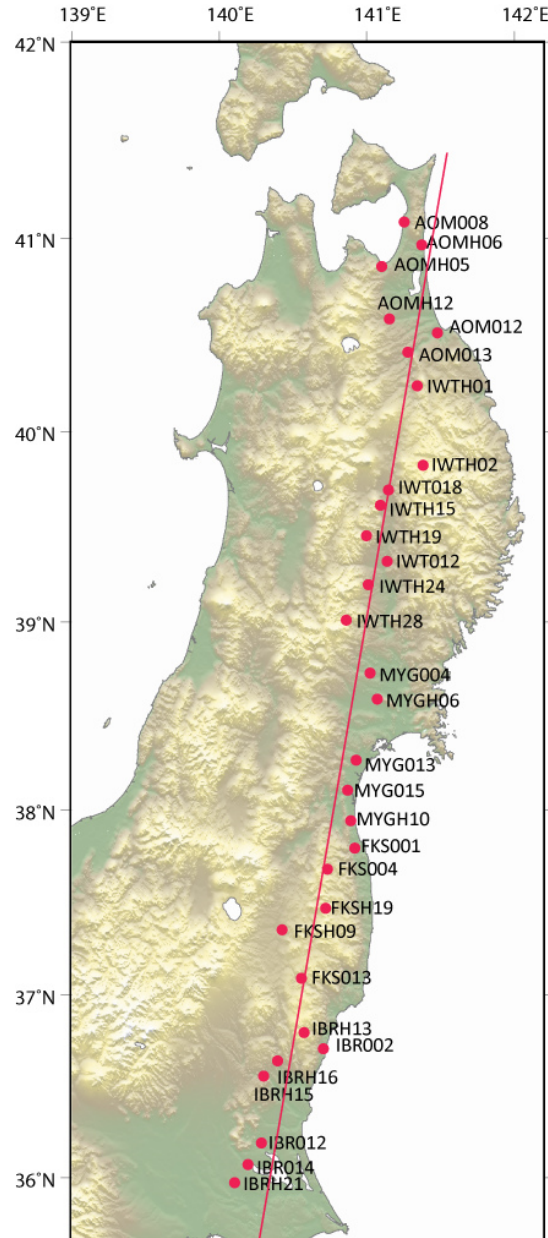 139°E 140°E 141°E 142°E
42°N
41°N
AOM008
AOMH06
AOMH05
AOMH12
AOM012
AOM013
IWTH01
40°N
IWTH02
IWT018
IWTH15
IWTH19
IWT012
IWTH24
39°N
IWTH28
MYG004
MYGH06
MYG013
MYG015
38°N
MYGH10
FKS001
FKS004
FKSH19
FKSH09
FKS013
37°N
IBRH13
IBR002
IBRH16
IBRH15
IBR012
IBR014
36°N
IBRH21